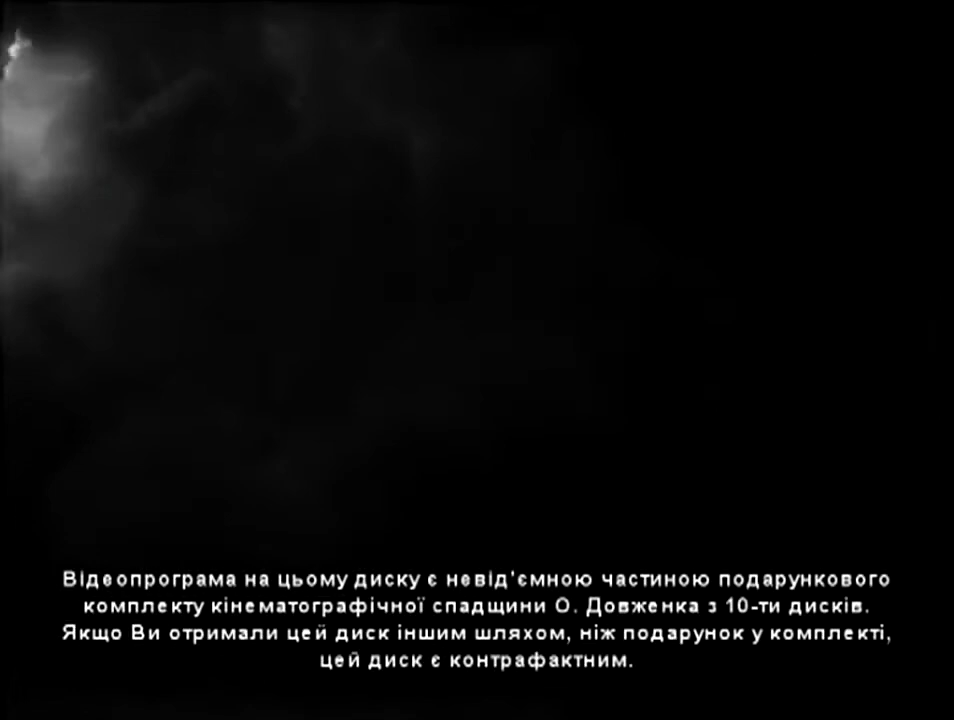 Відеопрограма на цьому диску є невід'ємною частиною подарункового
комплекту кінематографічної спадщини О. Довженка з 10-ти дисків.
Якщо Ви отримали цей диск іншим шляхом, ніж подарунок у комплекті,
цей диск є контрафактним.